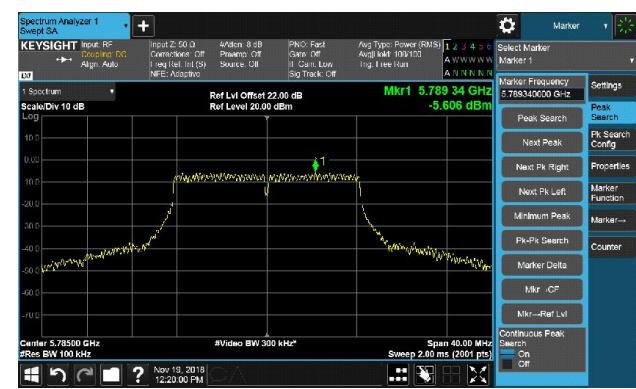 Spectrum Analyzer 1
Swept SA
+
Marker
KEYSIGHT
Input: RF
Coupling: DC
Align: Auto
Input Z: 50 Ω
Corrections: Off
Freq Ref: Int (S)
NFE: Adaptive
#Atten: 8 dB
Preamp: Off
Source: Off
PNO: Fast
Gate: Off
IF Gain: Low
Sig Track: Off
Avg Type: Power (RMS)
Avg|Hold: 100/100
Trig: Free Run
1 2 3 4 5 6
A W W W W W
A N N N N N
Select Marker
Marker 1
1 Spectrum
Scale/Div 10 dB
Ref Lvl Offset 22.00 dB
Ref Level 20.00 dBm
Mkr1 5.789 34 GHz
-5.606 dBm
Log
10.0
0.00
-10.0
-20.0
-30.0
-40.0
-50.0
-60.0
-70.0
1
Center 5.78500 GHz
#Res BW 100 kHz
#Video BW 300 kHz*
Span 40.00 MHz
Sweep 2.00 ms (2001 pts)
Marker Frequency
5.789340000 GHz
Peak Search
Next Peak
Next Pk Right
Next Pk Left
Minimum Peak
Pk-Pk Search
Marker Delta
Mkr→CF
Mkr→Ref Lvl
Continuous Peak
Search
On
Off
Settings
Peak
Search
Pk Search
Config
Properties
Marker
Function
Marker→
Counter
?
Nov 19, 2018
12:20:00 PM